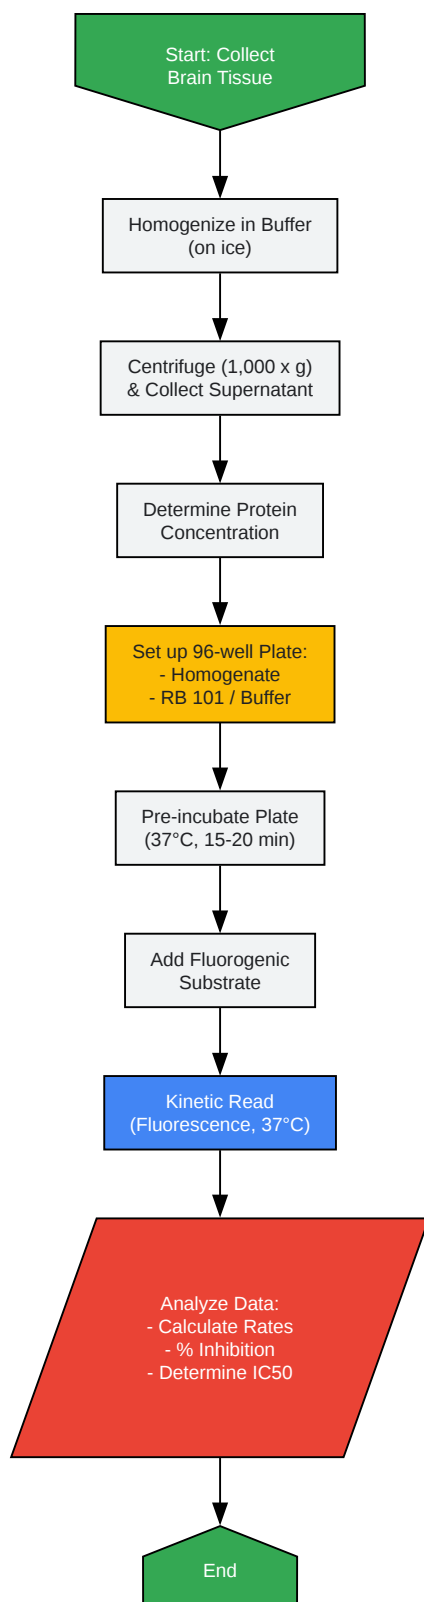 Start: Collect
Brain Tissue
Homogenize in Buffer
(on ice)
Centrifuge (1,000 x g)
& Collect Supernatant
Determine Protein
Concentration
Set up 96-well Plate:
- Homogenate
- RB 101 / Buffer
Pre-incubate Plate
(37°C, 15-20 min)
Add Fluorogenic
Substrate
Kinetic Read
(Fluorescence, 37°C)
Analyze Data:
- Calculate Rates
- % Inhibition
- Determine IC50
End